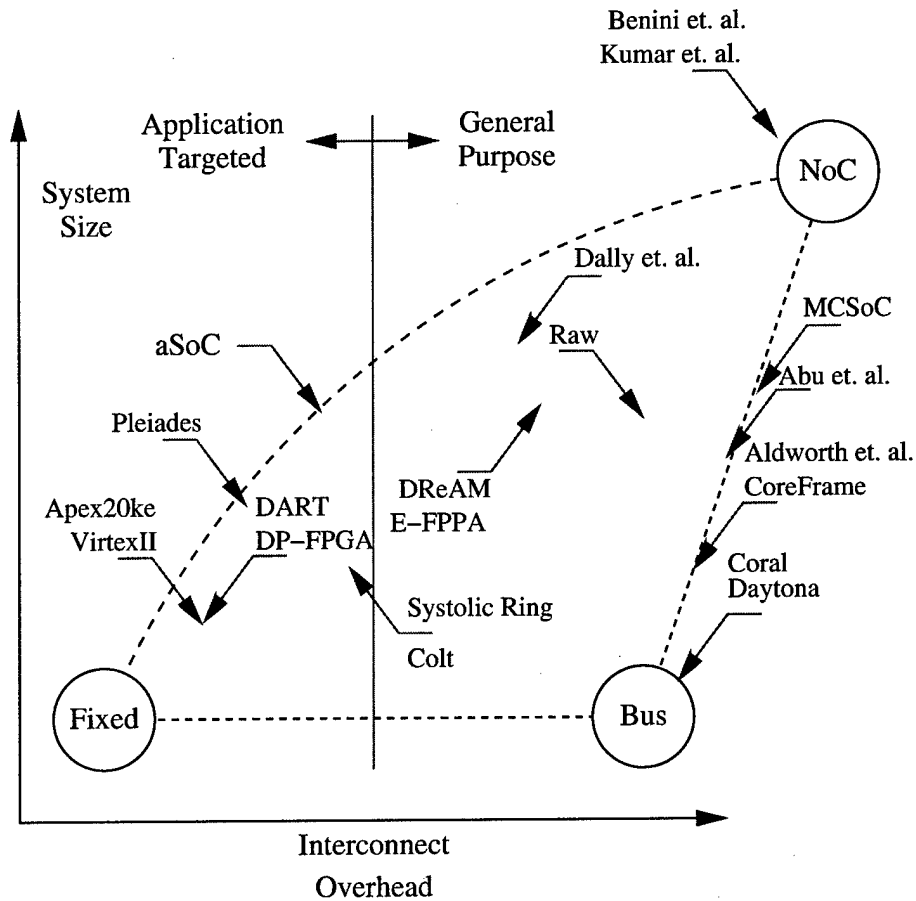 Benini et. al.
Kumar et. al.
Application
Targeted
General
Purpose
NoC
System
Size
Dally et. al.
MCSoC
Raw
aSoC
Abu et. al.
Pleiades
Aldworth et. al.
CoreFrame
DReAM
E−FPPA
Apex20ke
VirtexII
DART
DP−FPGA
Coral
Daytona
Systolic Ring
Colt
Fixed
Bus
Interconnect
Overhead